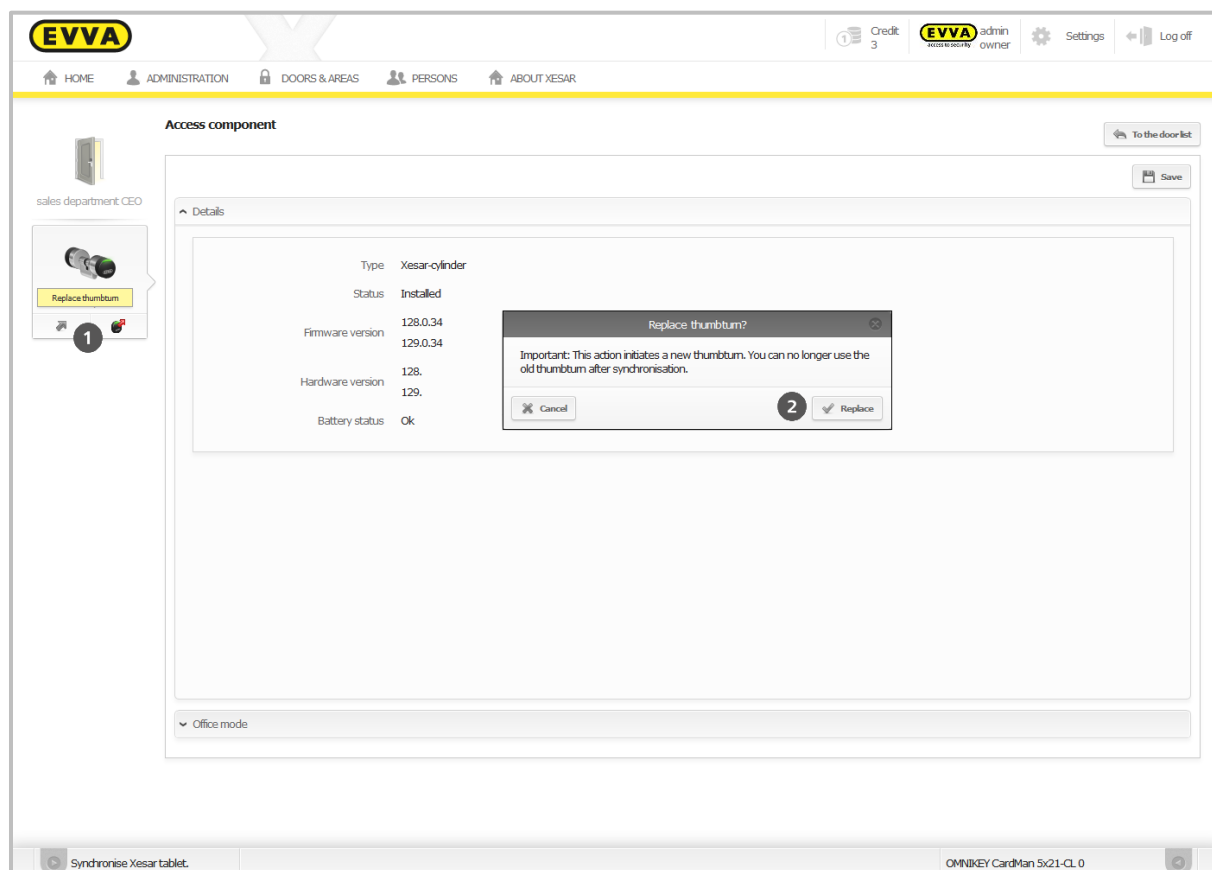 EVVA
Credit
3
EVVA
access to security
admin
owner
Settings
Log off
HOME
ADMINISTRATION
DOORS & AREAS
PERSONS
ABOUT XESAR
Access component
To the door list
Save
sales department CEO
Details
Replace thumbturn
1
Type Xesar-cylinder
Status Installed
Firmware version 128.0.34
129.0.34
Hardware version 128.
129.
Battery status Ok
Replace thumbturn?
Important: This action initiates a new thumbturn. You can no longer use the
old thumbturn after synchronisation.
Cancel
2
Replace
Office mode
Synchronise Xesar tablet.
OMNIKEY CardMan 5x21-CL 0